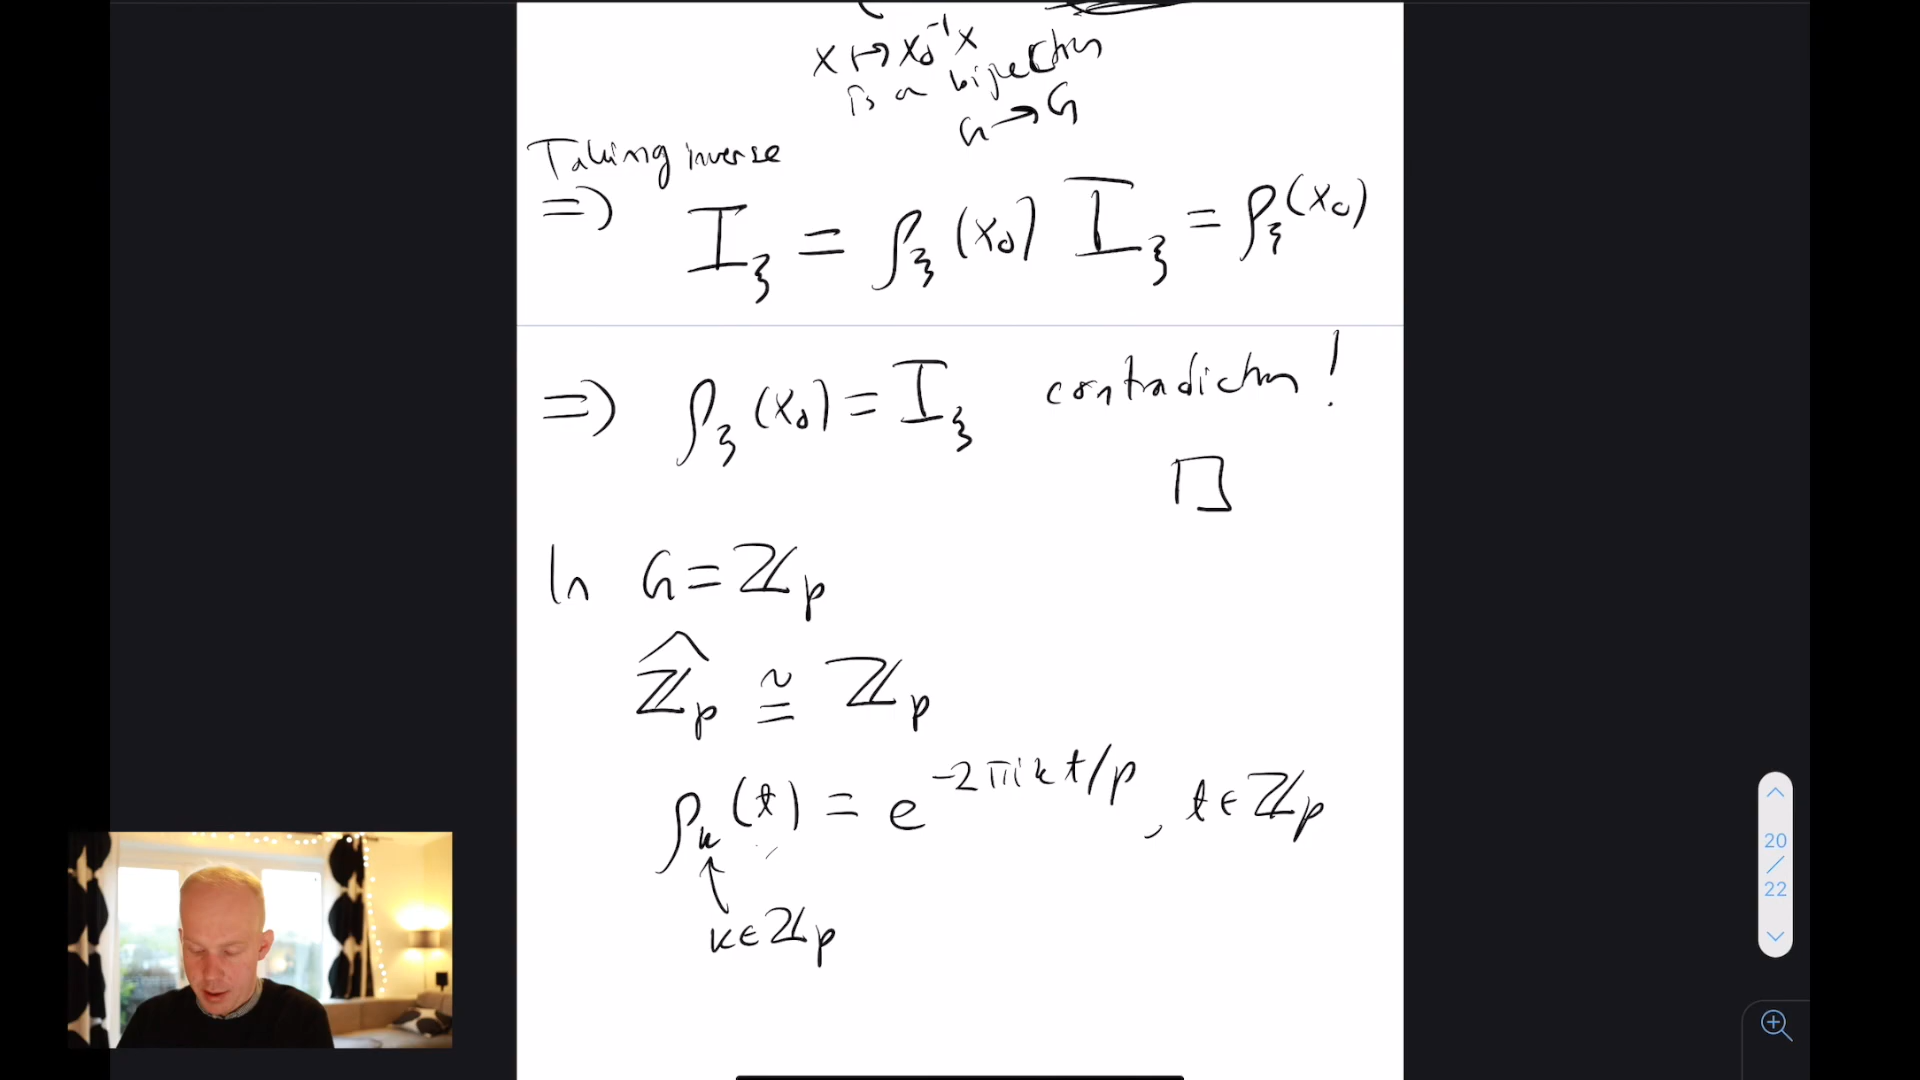 x ↦ x₀⁻¹x
is a bijection
G → G
Taking inverse
⇒) I_ξ = ρ_ξ(x₀) I_ξ = ρ_ξ(x₀)
⇒) ρ_ξ(x₀) = I_ξ contradiction!
□
In G = ℤ_p
ℤ̂_p ≅ ℤ_p
ρ_k(t) = e^{-2πikt/p}, t ∈ ℤ_p
k ∈ ℤ_p
20
/
22